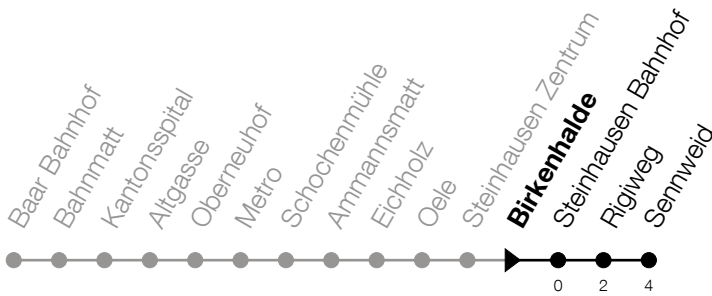 Baar Bahnhof
Bahnmatt
Kantonsspital
Altgasse
Oberneuhof
Metro
Schochenmühle
Ammannsmatt
Eichholz
Oele
Steinhausen Zentrum
Birkenhalde
Steinhausen Bahnhof
Rigiweg
Sennweid
0 2 4